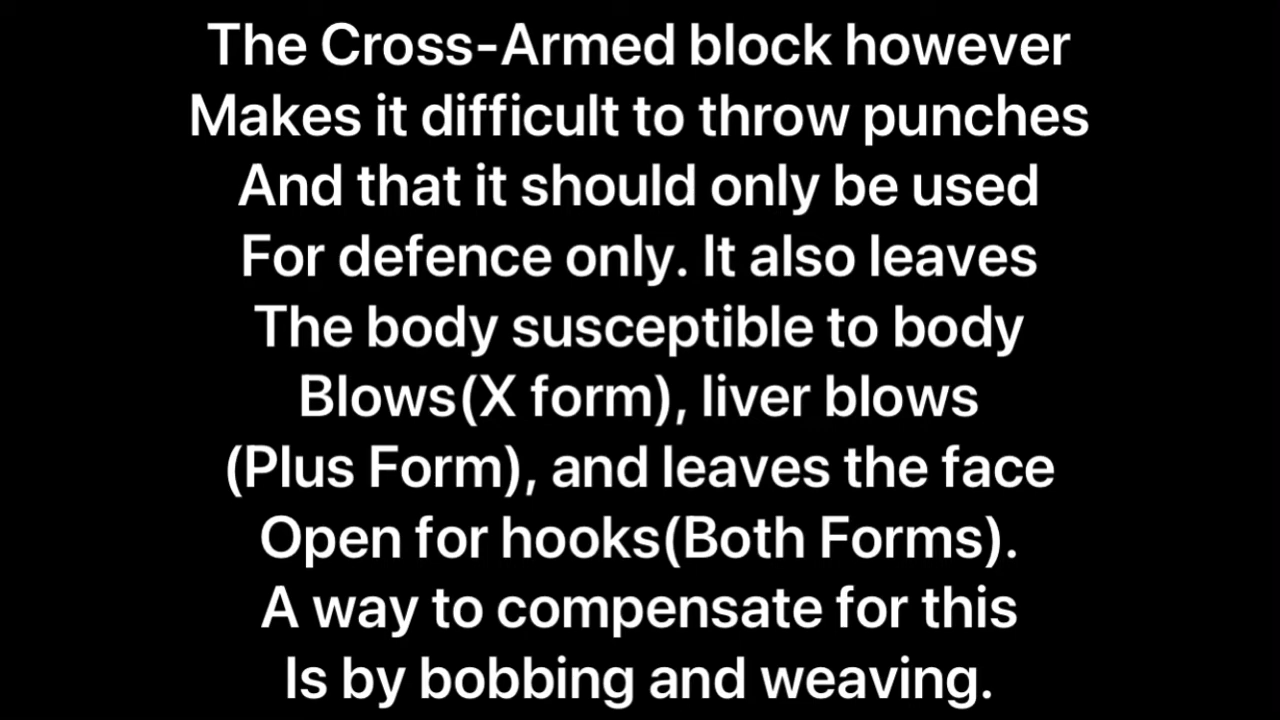 The Cross-Armed block however
Makes it difficult to throw punches
And that it should only be used
For defence only. It also leaves
The body susceptible to body
Blows(X form), liver blows
(Plus Form), and leaves the face
Open for hooks(Both Forms).
A way to compensate for this
Is by bobbing and weaving.